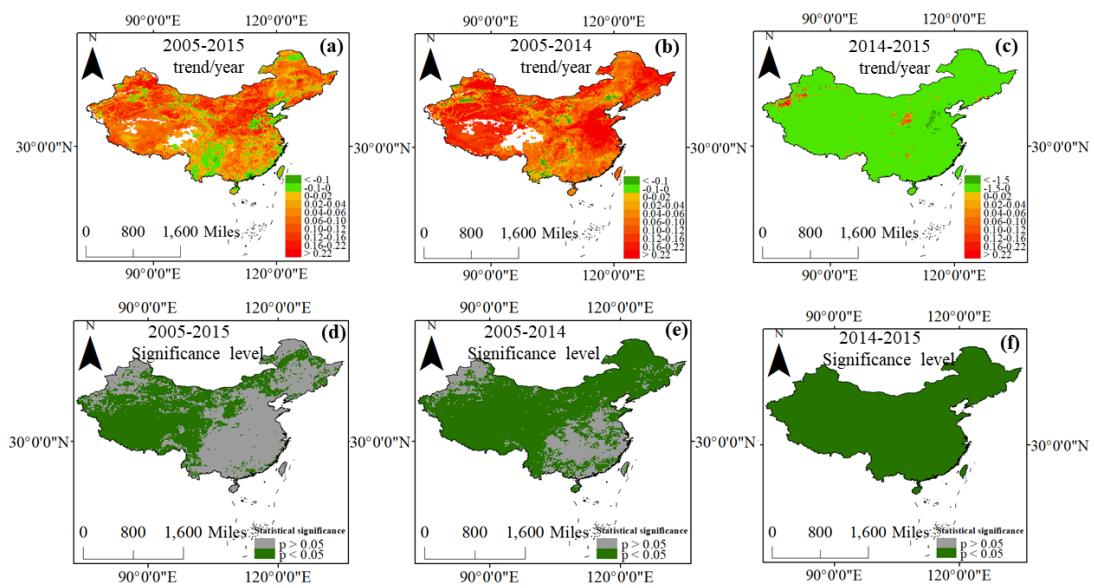 90°0'0"E 120°0'0"E
90°0'0"E 120°0'0"E
90°0'0"E 120°0'0"E
N
2005-2015
(a)
trend/year
30°0'0"N
< -0.1
-0.1-0
0-0.02
0.02-0.04
0.04-0.06
0.06-0.10
0.10-0.12
0.12-0.16
0.16-0.22
> 0.22
0 800 1,600 Miles
N
2005-2014
(b)
trend/year
30°0'0"N
< -0.1
-0.1-0
0-0.02
0.02-0.04
0.04-0.06
0.06-0.10
0.10-0.12
0.12-0.16
0.16-0.22
> 0.22
0 800 1,600 Miles
N
2014-2015
(c)
trend/year
30°0'0"N
< -1.5
-1.5-0
0-0.02
0.02-0.04
0.04-0.06
0.06-0.10
0.10-0.12
0.12-0.16
0.16-0.22
> 0.22
0 800 1,600 Miles
90°0'0"E 120°0'0"E
90°0'0"E 120°0'0"E
90°0'0"E 120°0'0"E
90°0'0"E 120°0'0"E
90°0'0"E 120°0'0"E
90°0'0"E 120°0'0"E
N
2005-2015
(d)
Significance level
30°0'0"N
0 800 1,600 Miles
Statistical significance
p > 0.05
p < 0.05
N
2005-2014
(e)
Significance level
30°0'0"N
0 800 1,600 Miles
Statistical significance
p > 0.05
p < 0.05
N
2014-2015
(f)
Significance level
30°0'0"N
0 800 1,600 Miles
Statistical significance
p > 0.05
p < 0.05
90°0'0"E 120°0'0"E
90°0'0"E 120°0'0"E
90°0'0"E 120°0'0"E